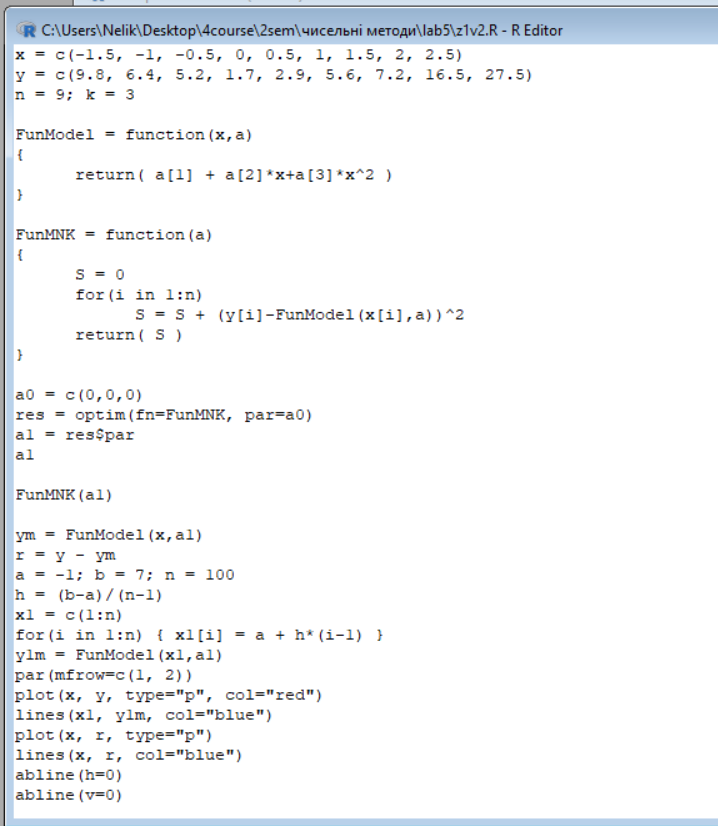 C:\Users\Nelik\Desktop\4course\2sem\чисельні методи\lab5\z1v2.R - R Editor
x = c(-1.5, -1, -0.5, 0, 0.5, 1, 1.5, 2, 2.5)
y = c(9.8, 6.4, 5.2, 1.7, 2.9, 5.6, 7.2, 16.5, 27.5)
n = 9; k = 3

FunModel = function(x,a)
{
      return( a[1] + a[2]*x+a[3]*x^2 )
}

FunMNK = function(a)
{
      S = 0
      for(i in 1:n)
            S = S + (y[i]-FunModel(x[i],a))^2
      return( S )
}

a0 = c(0,0,0)
res = optim(fn=FunMNK, par=a0)
a1 = res$par
a1

FunMNK(a1)

ym = FunModel(x,a1)
r = y - ym
a = -1; b = 7; n = 100
h = (b-a)/(n-1)
x1 = c(1:n)
for(i in 1:n) { x1[i] = a + h*(i-1) }
y1m = FunModel(x1,a1)
par(mfrow=c(1, 2))
plot(x, y, type="p", col="red")
lines(x1, y1m, col="blue")
plot(x, r, type="p")
lines(x, r, col="blue")
abline(h=0)
abline(v=0)